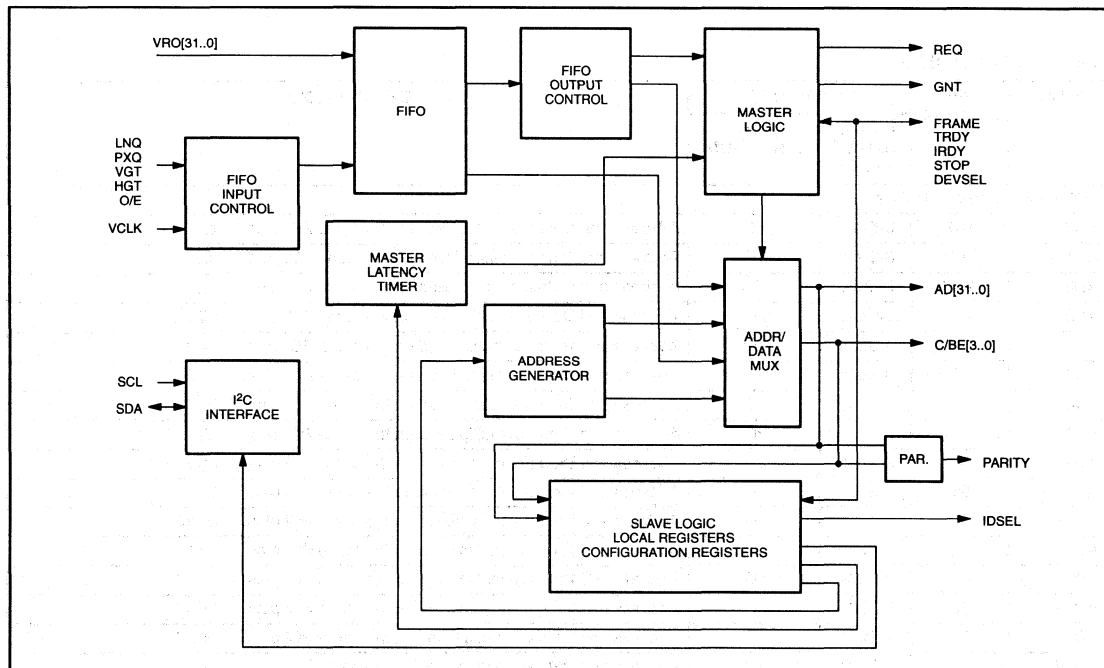 VRO[31..0]
LNQ
PXQ
VGT
HGT
O/E
VCLK
FIFO
INPUT
CONTROL
FIFO
FIFO
OUTPUT
CONTROL
MASTER
LOGIC
REQ
GNT
FRAME
TRDY
IRDY
STOP
DEVSEL
MASTER
LATENCY
TIMER
ADDRESS
GENERATOR
ADDR/
DATA
MUX
AD[31..0]
C/BE[3..0]
SCL
SDA
I²C
INTERFACE
PAR.
PARITY
SLAVE LOGIC
LOCAL REGISTERS
CONFIGURATION REGISTERS
IDSEL